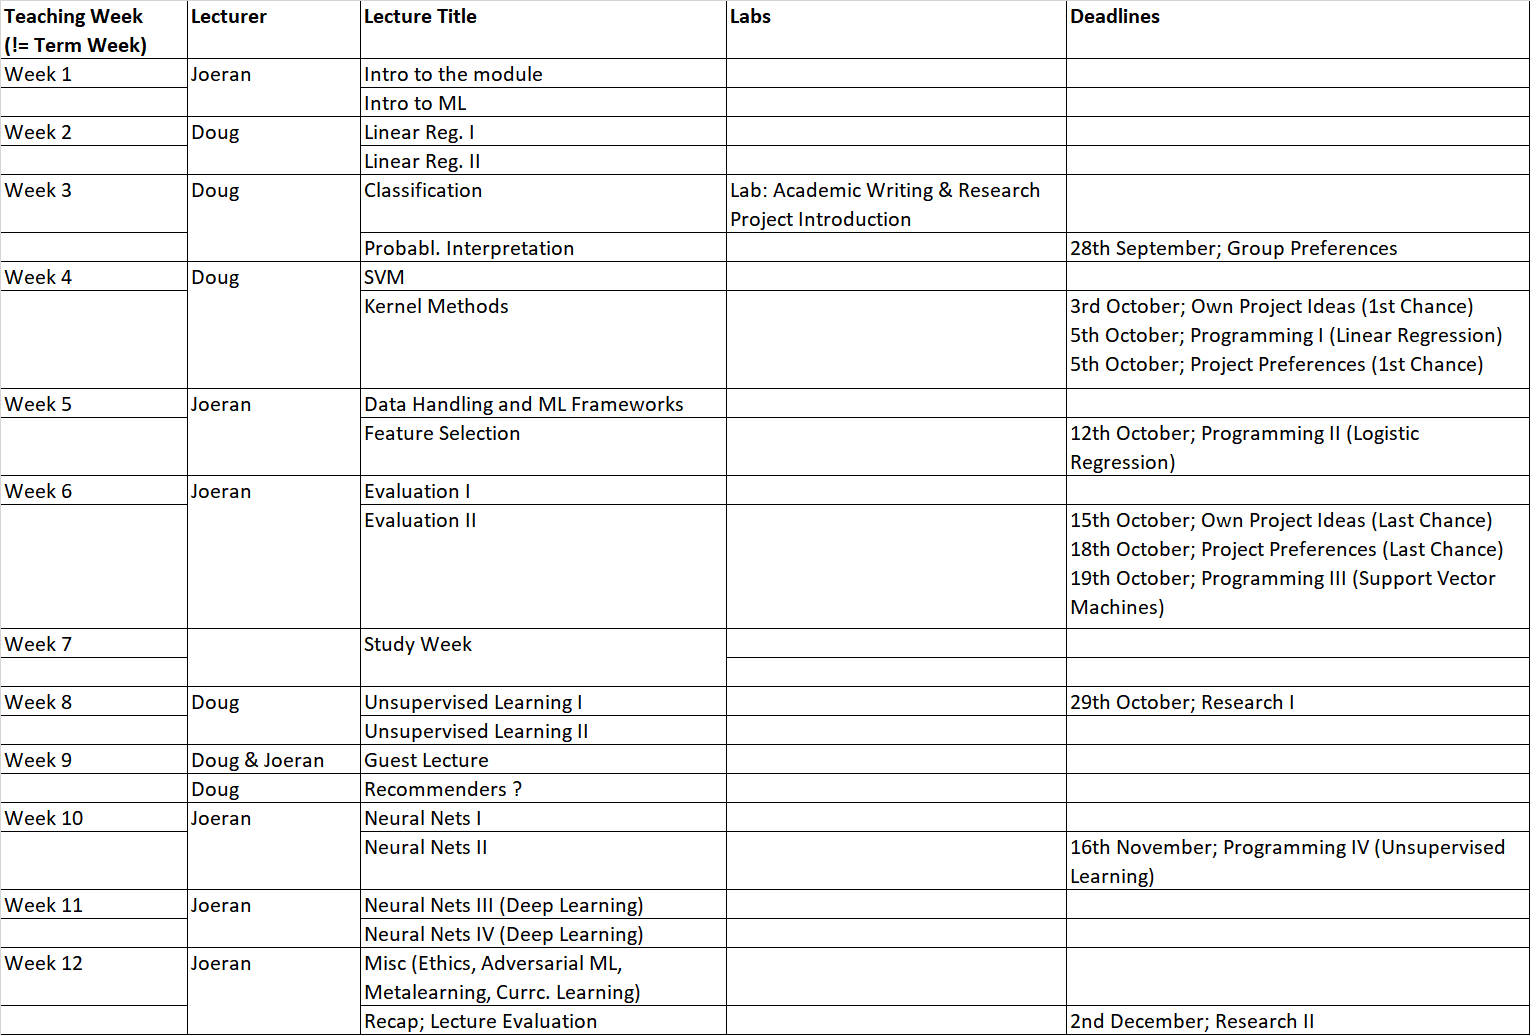 Teaching Week Lecturer Lecture Title Labs Deadlines
(!= Term Week)
Week 1 Joeran Intro to the module
Intro to ML
Week 2 Doug Linear Reg. I
Linear Reg. II
Week 3 Doug Classification Lab: Academic Writing & Research
Project Introduction
Probabl. Interpretation 28th September; Group Preferences
Week 4 Doug SVM
Kernel Methods 3rd October; Own Project Ideas (1st Chance)
5th October; Programming I (Linear Regression)
5th October; Project Preferences (1st Chance)
Week 5 Joeran Data Handling and ML Frameworks
Feature Selection 12th October; Programming II (Logistic
Regression)
Week 6 Joeran Evaluation I
Evaluation II 15th October; Own Project Ideas (Last Chance)
18th October; Project Preferences (Last Chance)
19th October; Programming III (Support Vector
Machines)
Week 7 Study Week
Week 8 Doug Unsupervised Learning I 29th October; Research I
Unsupervised Learning II
Week 9 Doug & Joeran Guest Lecture
Doug Recommenders ?
Week 10 Joeran Neural Nets I
Neural Nets II 16th November; Programming IV (Unsupervised
Learning)
Week 11 Joeran Neural Nets III (Deep Learning)
Neural Nets IV (Deep Learning)
Week 12 Joeran Misc (Ethics, Adversarial ML,
Metalearning, Currc. Learning)
Recap; Lecture Evaluation 2nd December; Research II